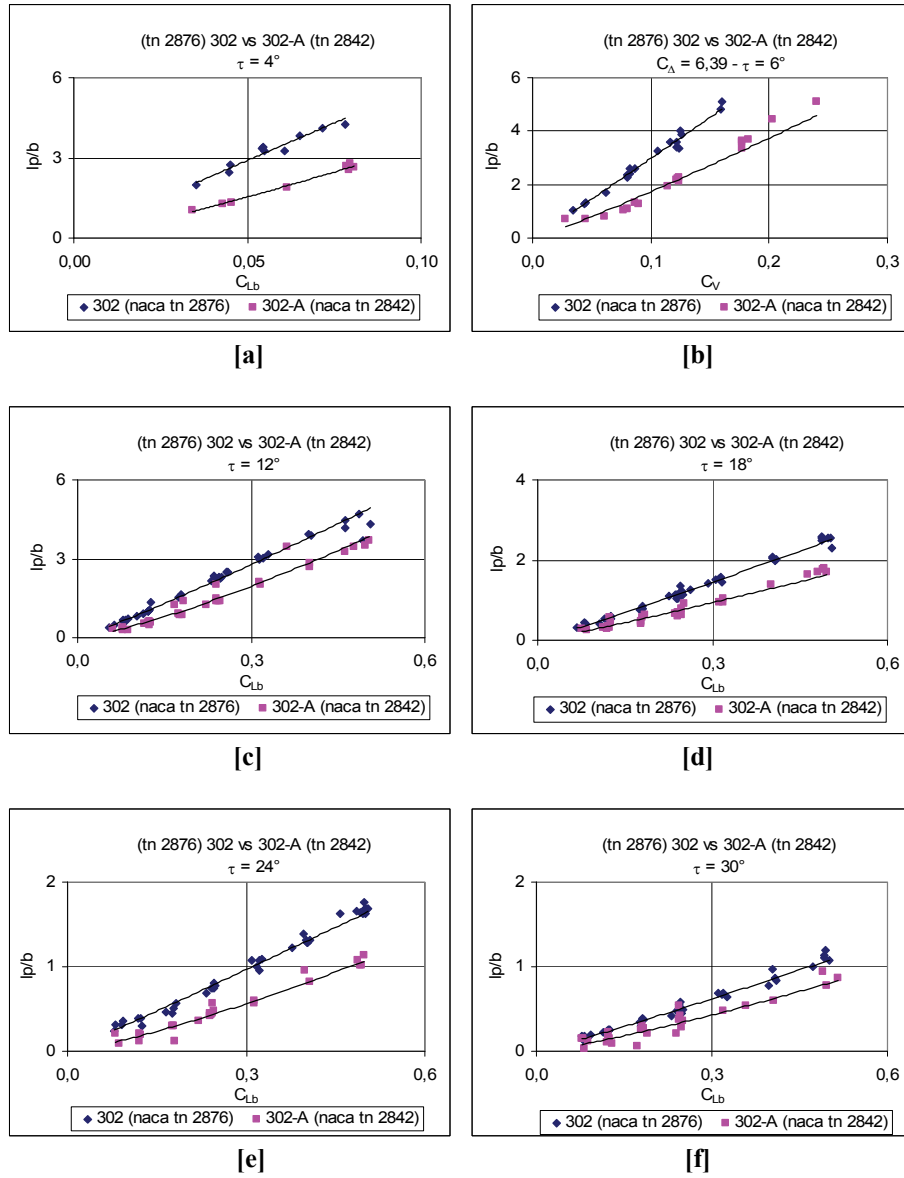 (tn 2876) 302 vs 302-A (tn 2842)
τ = 4°
6
3
0
0,00
0,05
0,10
lp/b
C_Lb
302 (naca tn 2876)
302-A (naca tn 2842)
[a]
(tn 2876) 302 vs 302-A (tn 2842)
C_Δ = 6,39 - τ = 6°
6
4
2
0
0,0
0,1
0,2
0,3
lp/b
C_V
302 (naca tn 2876)
302-A (naca tn 2842)
[b]
(tn 2876) 302 vs 302-A (tn 2842)
τ = 12°
6
3
0
0,0
0,3
0,6
lp/b
C_Lb
302 (naca tn 2876)
302-A (naca tn 2842)
[c]
(tn 2876) 302 vs 302-A (tn 2842)
τ = 18°
4
2
0
0,0
0,3
0,6
lp/b
C_Lb
302 (naca tn 2876)
302-A (naca tn 2842)
[d]
(tn 2876) 302 vs 302-A (tn 2842)
τ = 24°
2
1
0
0,0
0,3
0,6
lp/b
C_Lb
302 (naca tn 2876)
302-A (naca tn 2842)
[e]
(tn 2876) 302 vs 302-A (tn 2842)
τ = 30°
2
1
0
0,0
0,3
0,6
lp/b
C_Lb
302 (naca tn 2876)
302-A (naca tn 2842)
[f]